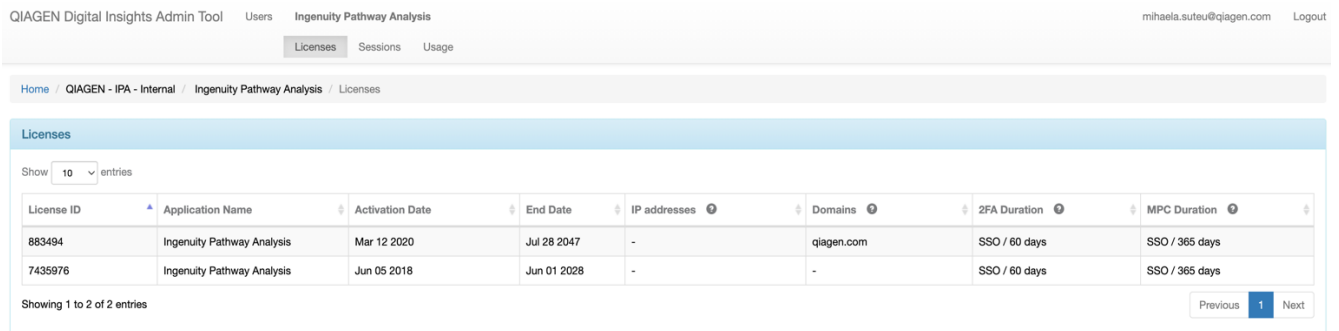 QIAGEN Digital Insights Admin Tool Users Ingenuity Pathway Analysis mihaela.suteu@qiagen.com Logout
Licenses Sessions Usage
Home / QIAGEN - IPA - Internal / Ingenuity Pathway Analysis / Licenses
Licenses
Show 10 entries
License ID Application Name Activation Date End Date IP addresses ? Domains ? 2FA Duration ? MPC Duration ?
883494 Ingenuity Pathway Analysis Mar 12 2020 Jul 28 2047 - qiagen.com SSO / 60 days SSO / 365 days
7435976 Ingenuity Pathway Analysis Jun 05 2018 Jun 01 2028 - - SSO / 60 days SSO / 365 days
Showing 1 to 2 of 2 entries Previous 1 Next